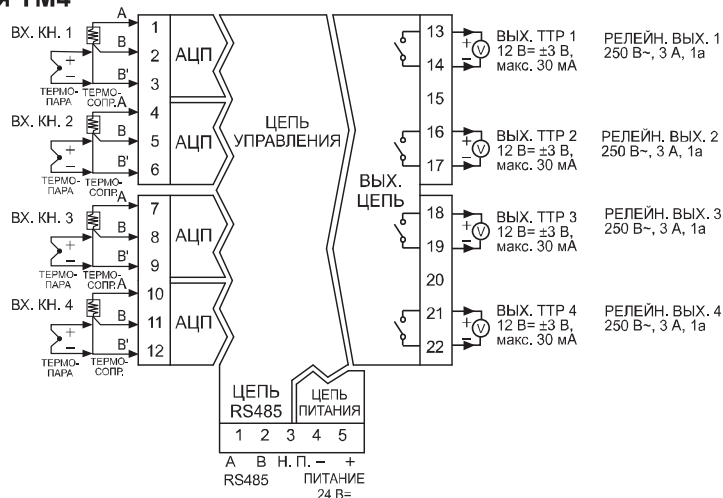 я TM4
ВХ. КН. 1
A
B
B'
ТЕРМО-
ПАРА
ТЕРМО-
СОПР.
1
2
3
АЦП
ВХ. КН. 2
A
B
B'
ТЕРМО-
ПАРА
ТЕРМО-
СОПР.
4
5
6
АЦП
ВХ. КН. 3
A
B
B'
ТЕРМО-
ПАРА
ТЕРМО-
СОПР.
7
8
9
АЦП
ВХ. КН. 4
A
B
B'
ТЕРМО-
ПАРА
ТЕРМО-
СОПР.
10
11
12
АЦП
ЦЕПЬ
УПРАВЛЕНИЯ
ВЫХ.
ЦЕПЬ
13
14
15
16
17
18
19
20
21
22
+
V
−
ВЫХ. ТТР 1
12 В= ±3 В,
макс. 30 мА
РЕЛЕЙН. ВЫХ. 1
250 В~, 3 А, 1а
+
V
−
ВЫХ. ТТР 2
12 В= ±3 В,
макс. 30 мА
РЕЛЕЙН. ВЫХ. 2
250 В~, 3 А, 1а
+
V
−
ВЫХ. ТТР 3
12 В= ±3 В,
макс. 30 мА
РЕЛЕЙН. ВЫХ. 3
250 В~, 3 А, 1а
+
V
−
ВЫХ. ТТР 4
12 В= ±3 В,
макс. 30 мА
РЕЛЕЙН. ВЫХ. 4
250 В~, 3 А, 1а
ЦЕПЬ
RS485
ЦЕПЬ
ПИТАНИЯ
1 2 3 4 5
A B Н. П. − +
RS485
ПИТАНИЕ
24 В=